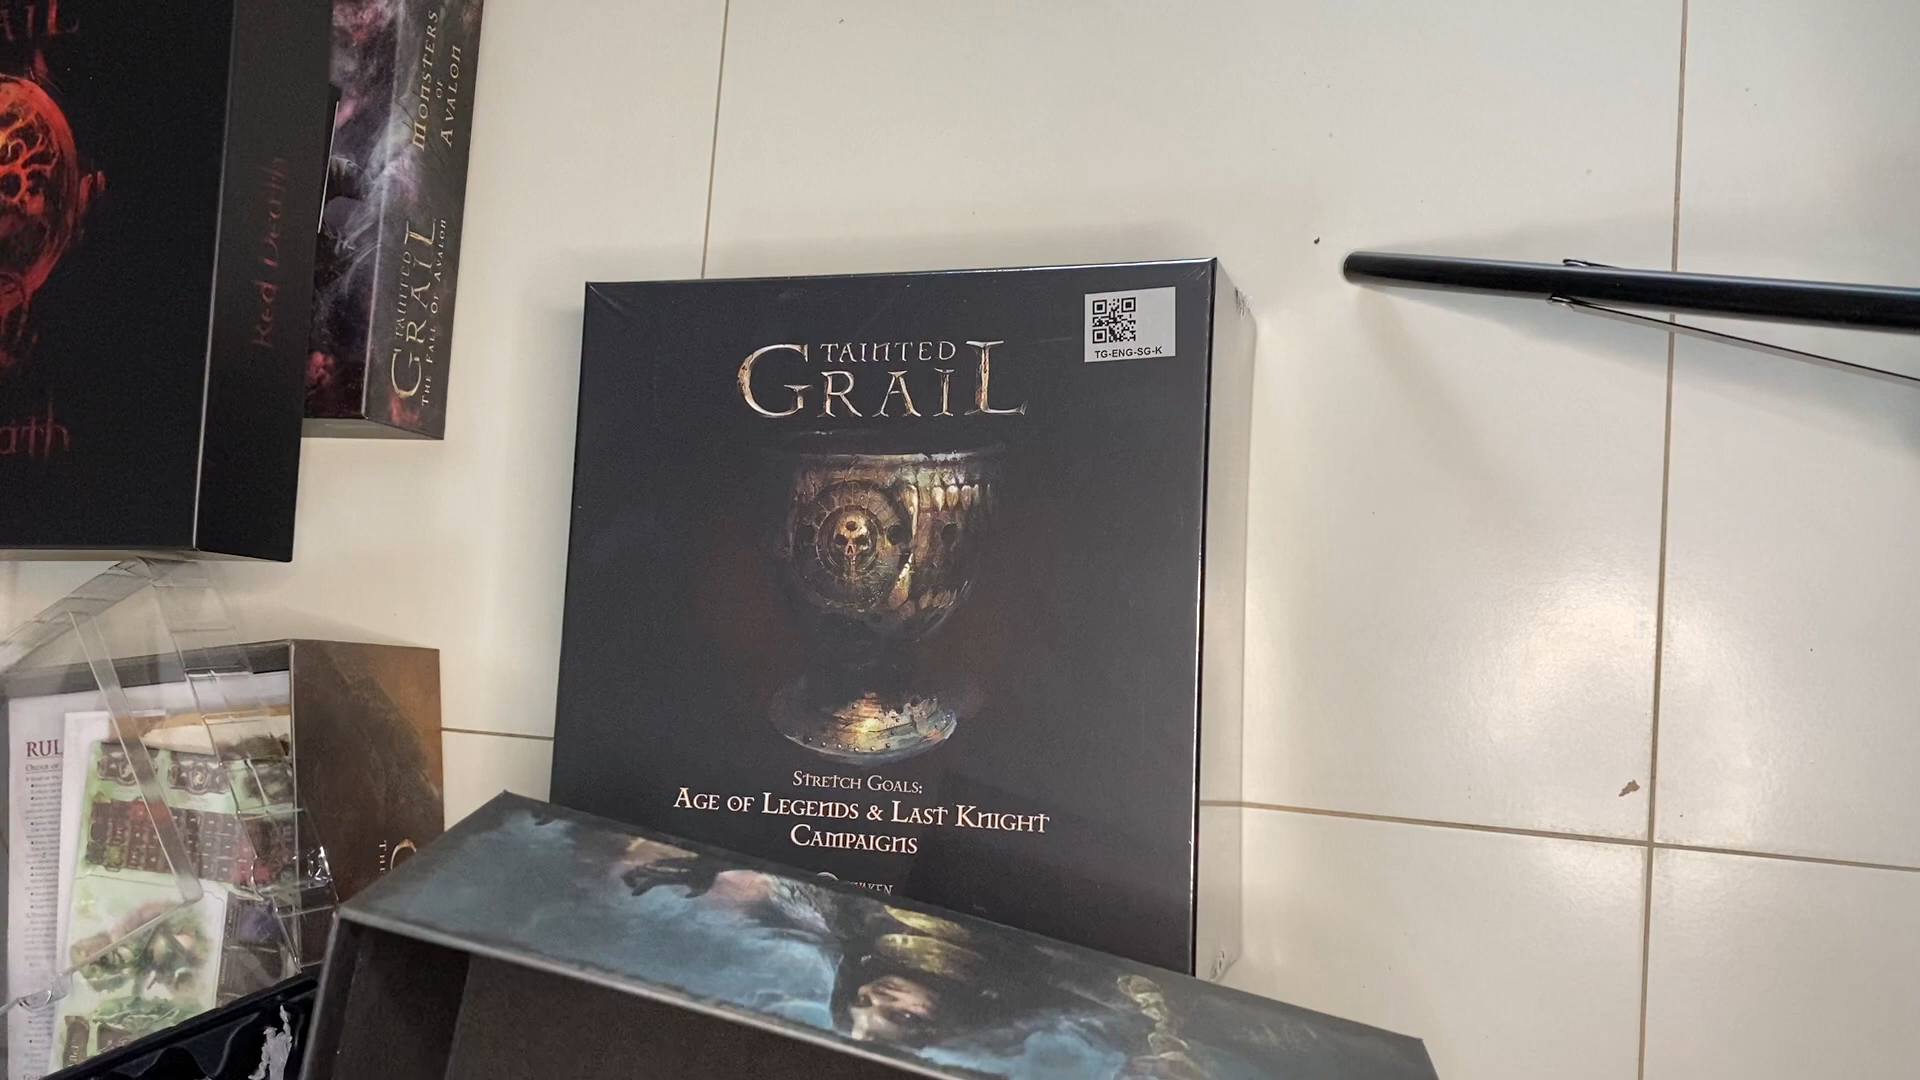 MONSTERS
OF
AVALON
TAINTED
GRAIL
THE FALL OF AVALON
Red Death
TG-ENG-SG-K
TAINTED
GRAIL
STRETCH GOALS:
AGE OF LEGENDS & LAST KNIGHT
CAMPAIGNS